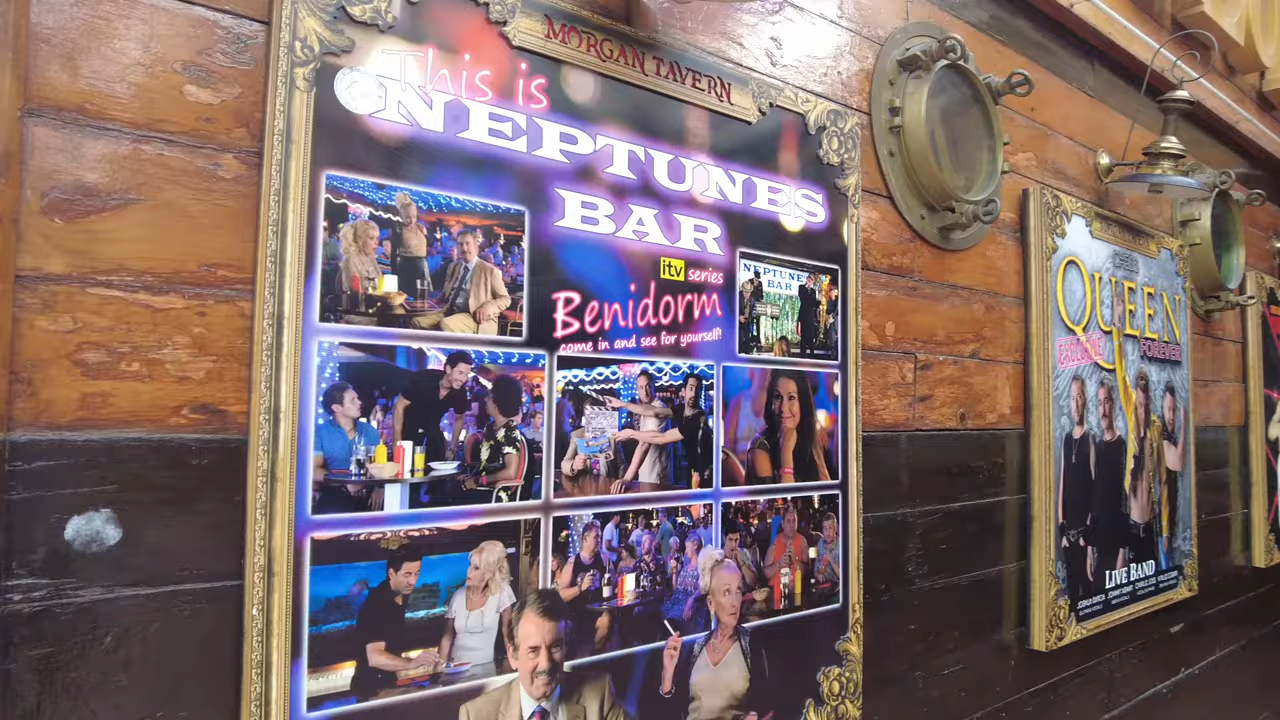 MORGAN TAVERN
This is
NEPTUNES
BAR
itv series
Benidorm
come in and see for yourself!
NEPTUNE'
BAR
QUEEN
EXCLUSIVE
FOREVER
LIVE BAND